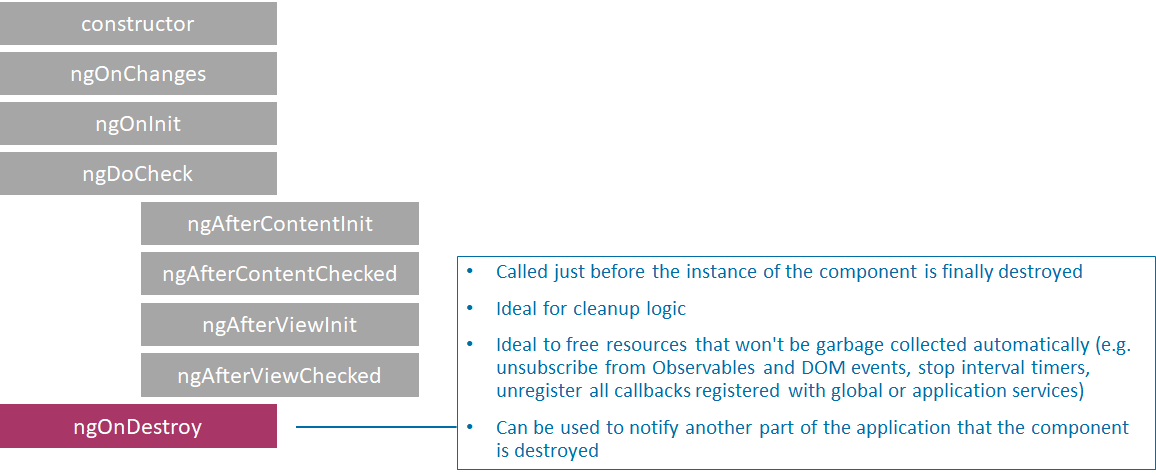 constructor
ngOnChanges
ngOnInit
ngDoCheck
ngAfterContentInit
ngAfterContentChecked
ngAfterViewInit
ngAfterViewChecked
ngOnDestroy
• Called just before the instance of the component is finally destroyed
• Ideal for cleanup logic
• Ideal to free resources that won't be garbage collected automatically (e.g.
unsubscribe from Observables and DOM events, stop interval timers,
unregister all callbacks registered with global or application services)
• Can be used to notify another part of the application that the component
is destroyed